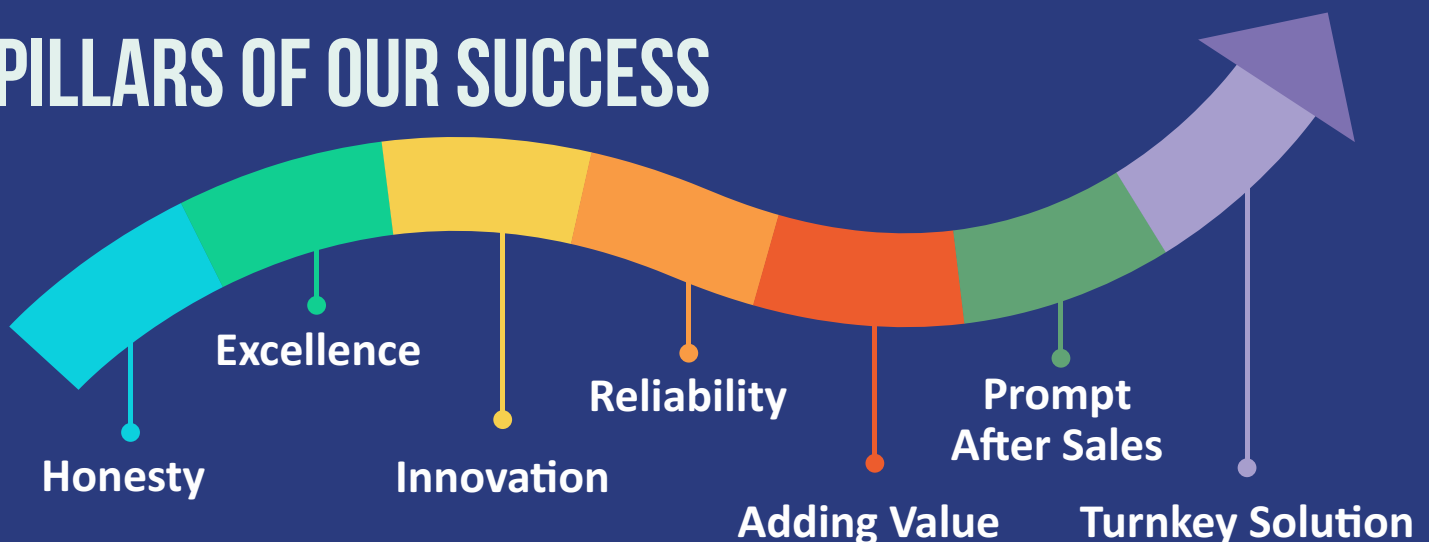 PILLARS OF OUR SUCCESS
Honesty
Excellence
Innovation
Reliability
Adding Value
Prompt
After Sales
Turnkey Solution